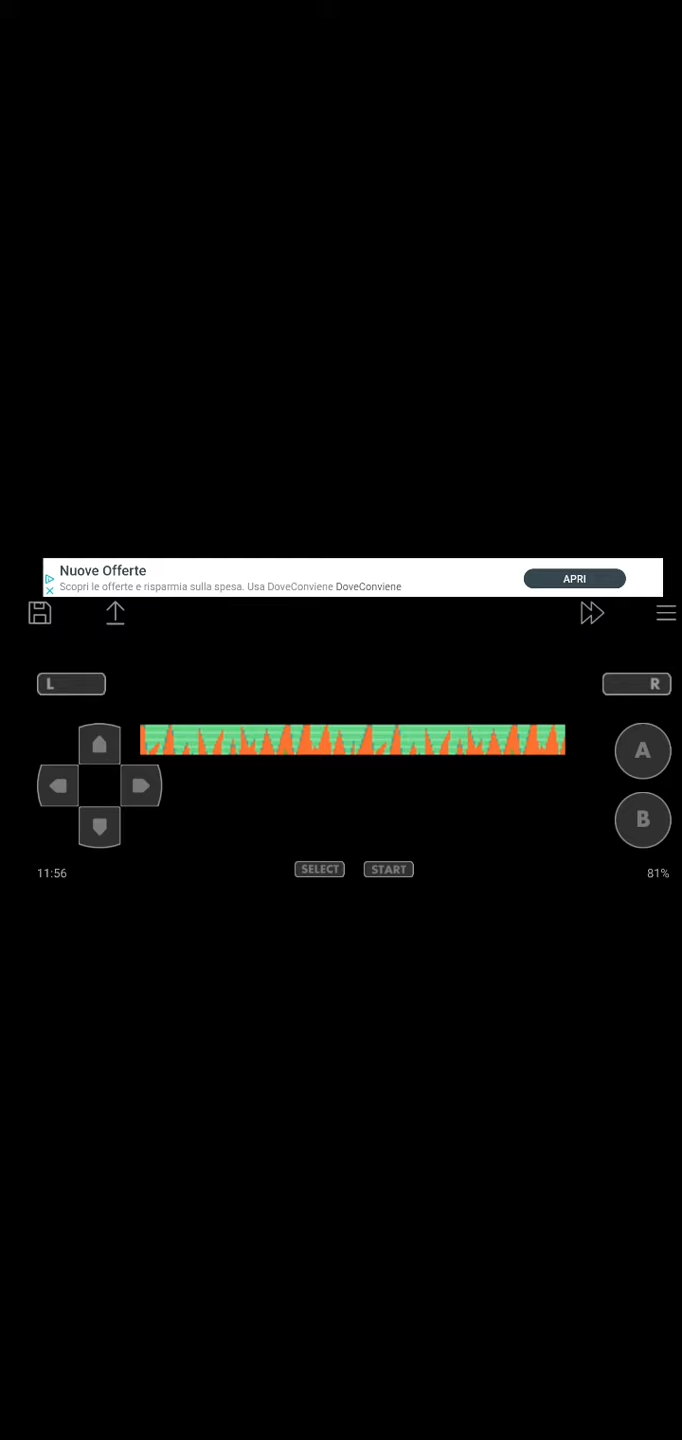 Nuove Offerte
Scopri le offerte e risparmia sulla spesa. Usa DoveConviene DoveConviene
APRI
L
R
A
B
SELECT
START
11:56
81%